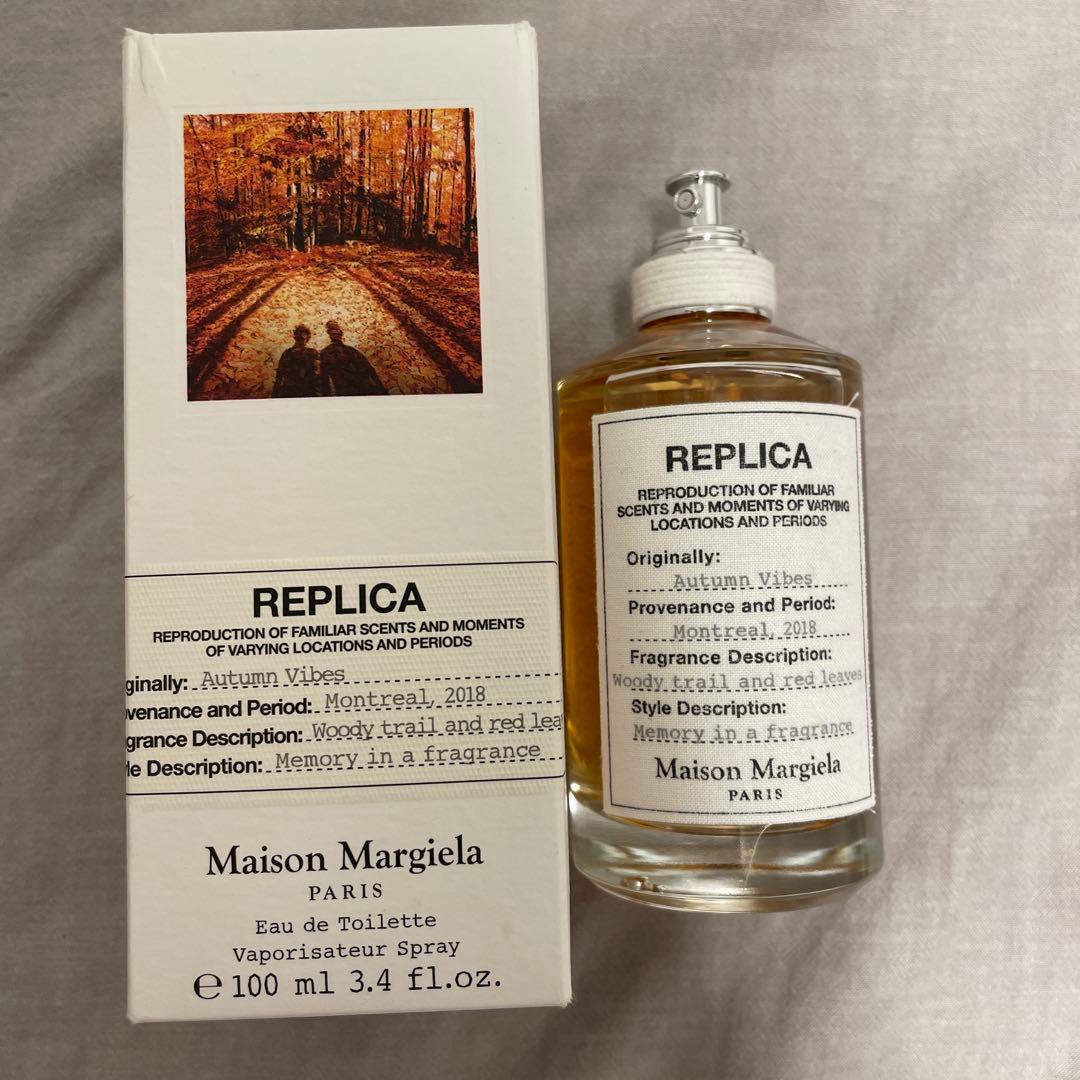 REPLICA
REPRODUCTION OF FAMILIAR SCENTS AND MOMENTS
OF VARYING LOCATIONS AND PERIODS
ginally: Autumn Vibes
venance and Period: Montreal, 2018
grance Description: Woody trail and red lea
le Description: Memory in a fragrance
Maison Margiela
PARIS
Eau de Toilette
Vaporisateur Spray
℮ 100 ml 3.4 fl.oz.
REPLICA
REPRODUCTION OF FAMILIAR
SCENTS AND MOMENTS OF VARYING
LOCATIONS AND PERIODS
Originally:
Autumn Vibes
Provenance and Period:
Montreal, 2018
Fragrance Description:
Woody trail and red leaves
Style Description:
Memory in a fragrance
Maison Margiela
PARIS